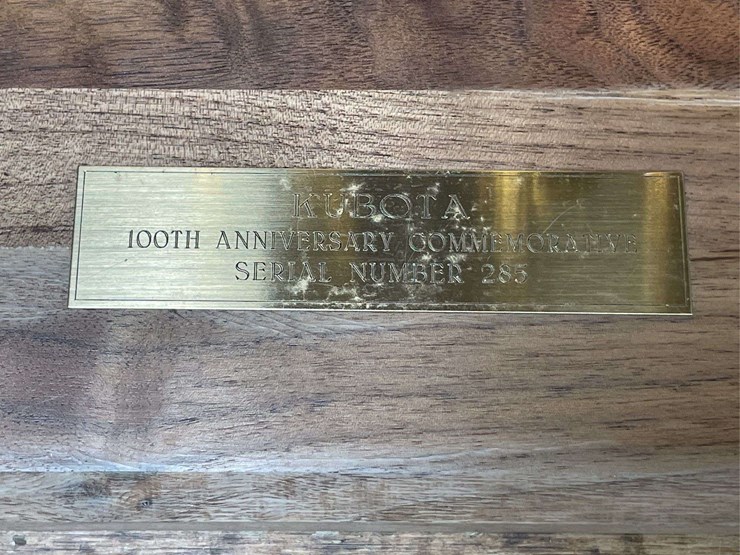 KUBOTA
100TH ANNIVERSARY COMMEMORATIVE
SERIAL NUMBER 285